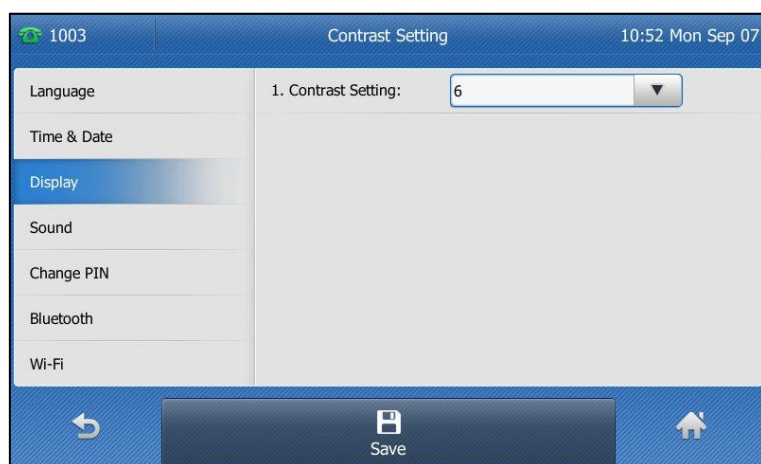 1003 Contrast Setting 10:52 Mon Sep 07
Language
1. Contrast Setting: 6
Time & Date
Display
Sound
Change PIN
Bluetooth
Wi-Fi
Save